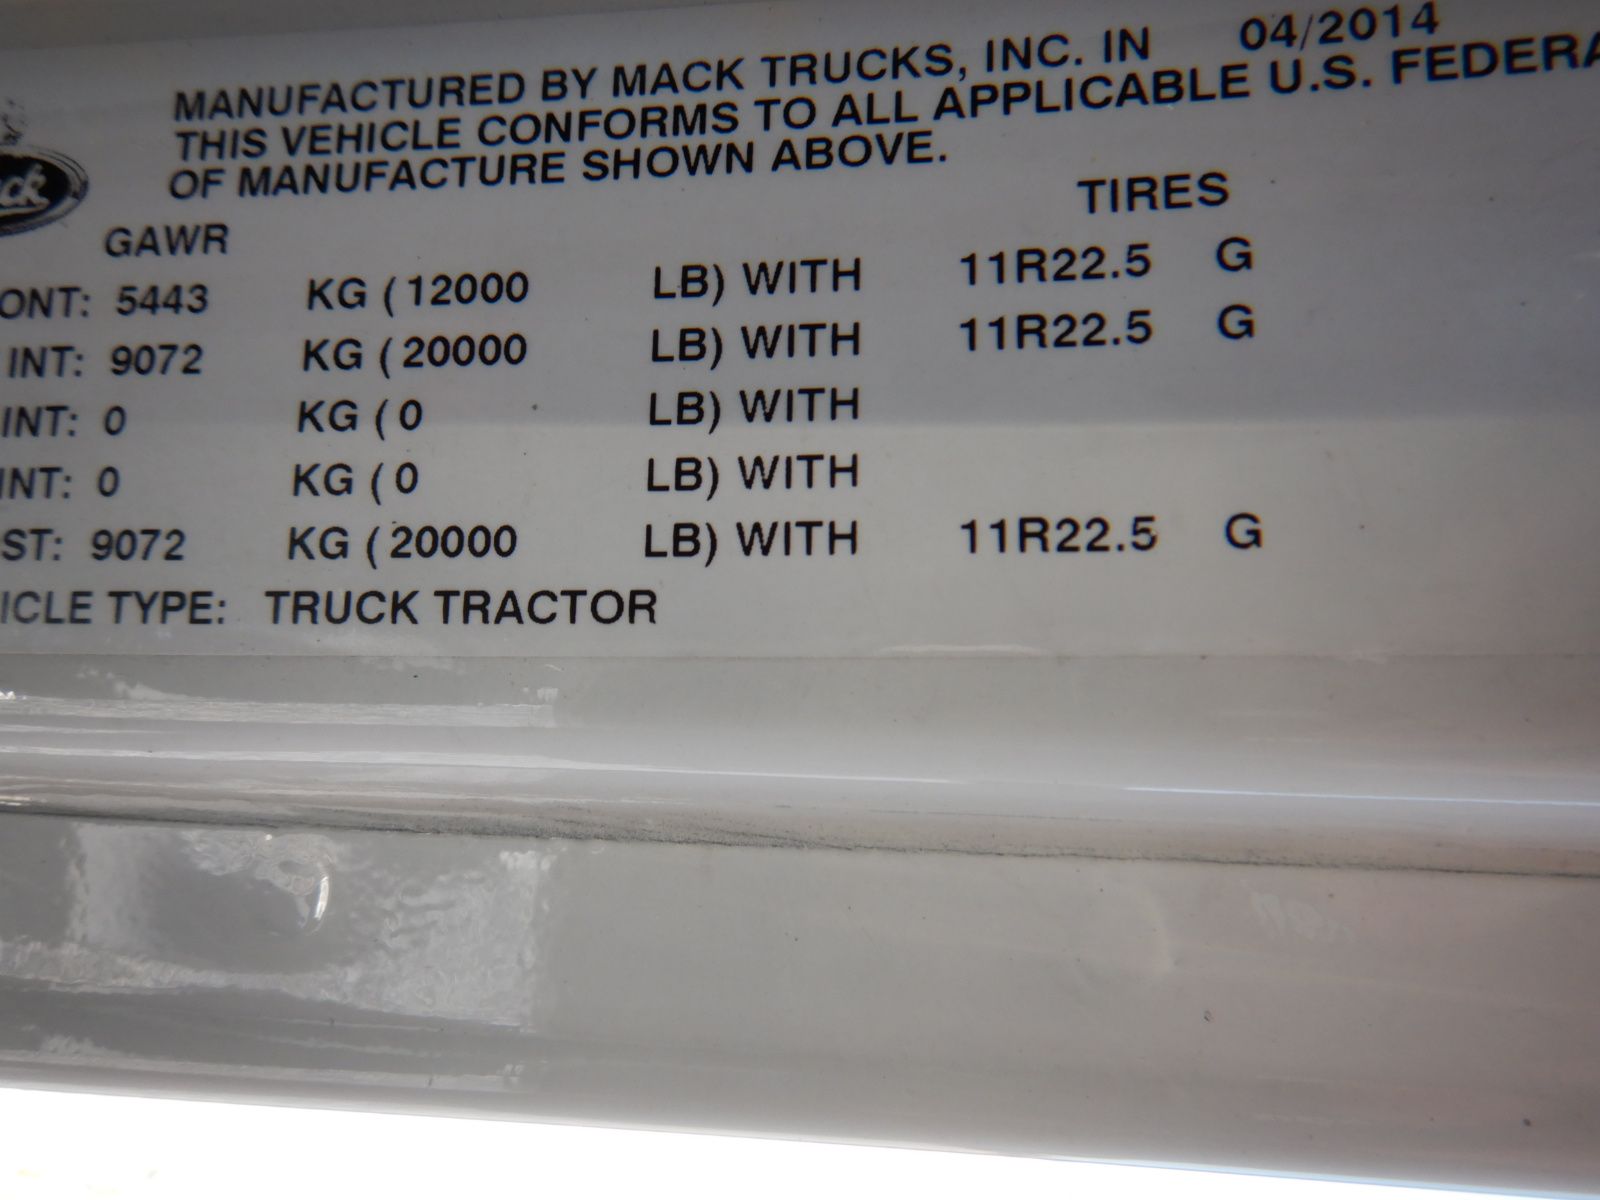 MANUFACTURED BY MACK TRUCKS, INC. IN 04/2014
THIS VEHICLE CONFORMS TO ALL APPLICABLE U.S. FEDERA
OF MANUFACTURE SHOWN ABOVE.
ck
GAWR TIRES
ONT: 5443 KG (12000 LB) WITH 11R22.5 G
INT: 9072 KG (20000 LB) WITH 11R22.5 G
INT: 0 KG (0 LB) WITH
INT: 0 KG (0 LB) WITH
ST: 9072 KG (20000 LB) WITH 11R22.5 G
ICLE TYPE: TRUCK TRACTOR